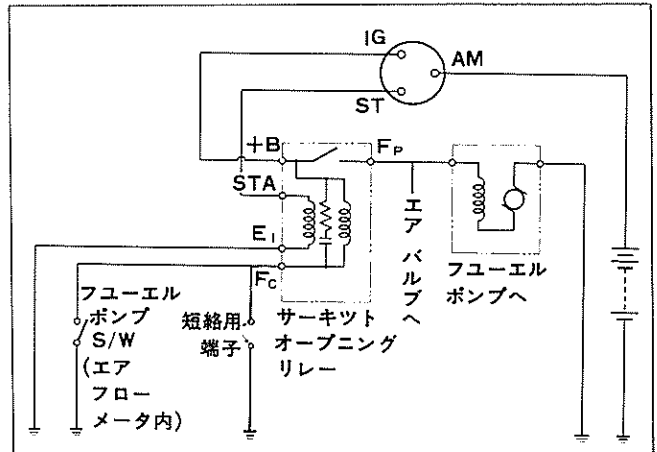 IG
AM
ST
+B
FP
STA
E1
FC
エアバルブへ
フユーエル
ポンプへ
フユーエル
ポンプ
S/W
(エア
フロー
メータ内)
短絡用
端子
サーキツト
オープニング
リレー